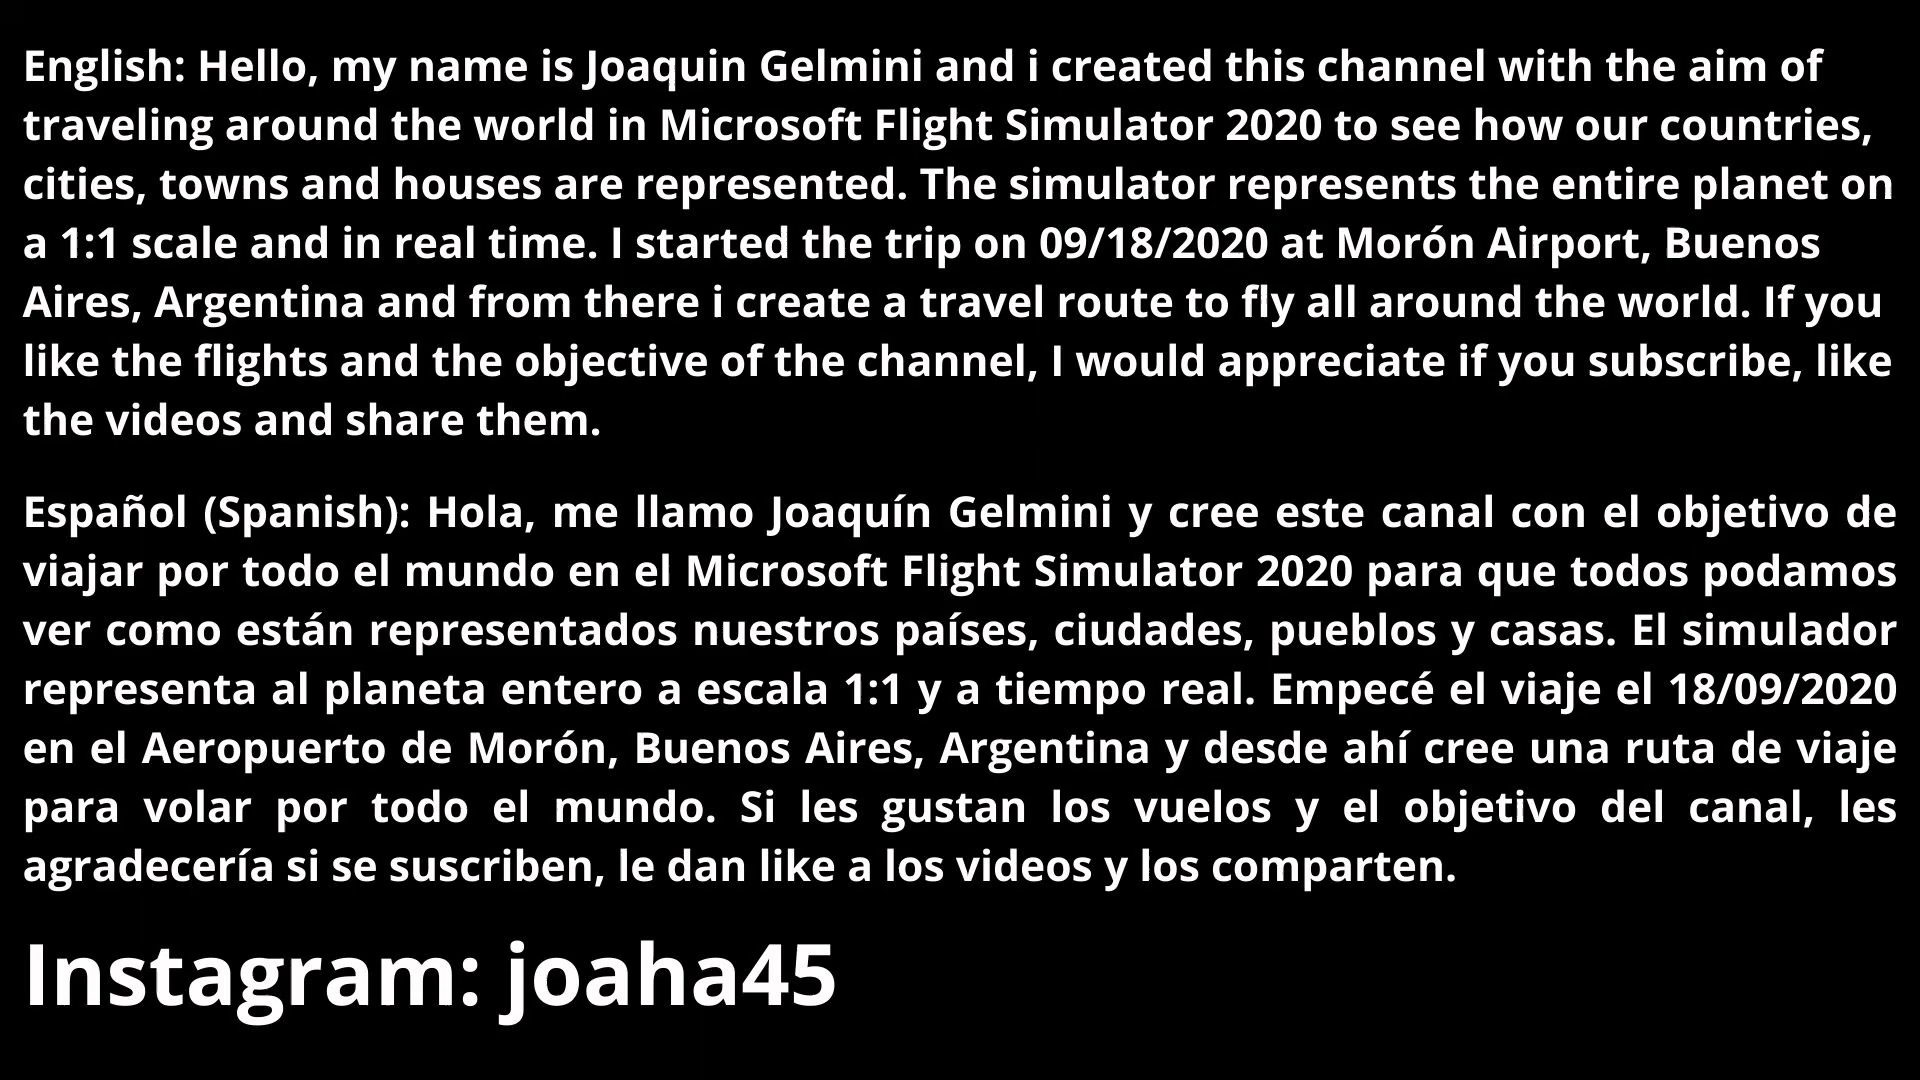 English: Hello, my name is Joaquin Gelmini and i created this channel with the aim of
traveling around the world in Microsoft Flight Simulator 2020 to see how our countries,
cities, towns and houses are represented. The simulator represents the entire planet on
a 1:1 scale and in real time. I started the trip on 09/18/2020 at Morón Airport, Buenos
Aires, Argentina and from there i create a travel route to fly all around the world. If you
like the flights and the objective of the channel, I would appreciate if you subscribe, like
the videos and share them.
Español (Spanish): Hola, me llamo Joaquín Gelmini y cree este canal con el objetivo de
viajar por todo el mundo en el Microsoft Flight Simulator 2020 para que todos podamos
ver como están representados nuestros países, ciudades, pueblos y casas. El simulador
representa al planeta entero a escala 1:1 y a tiempo real. Empecé el viaje el 18/09/2020
en el Aeropuerto de Morón, Buenos Aires, Argentina y desde ahí cree una ruta de viaje
para volar por todo el mundo. Si les gustan los vuelos y el objetivo del canal, les
agradecería si se suscriben, le dan like a los videos y los comparten.
Instagram: joaha45